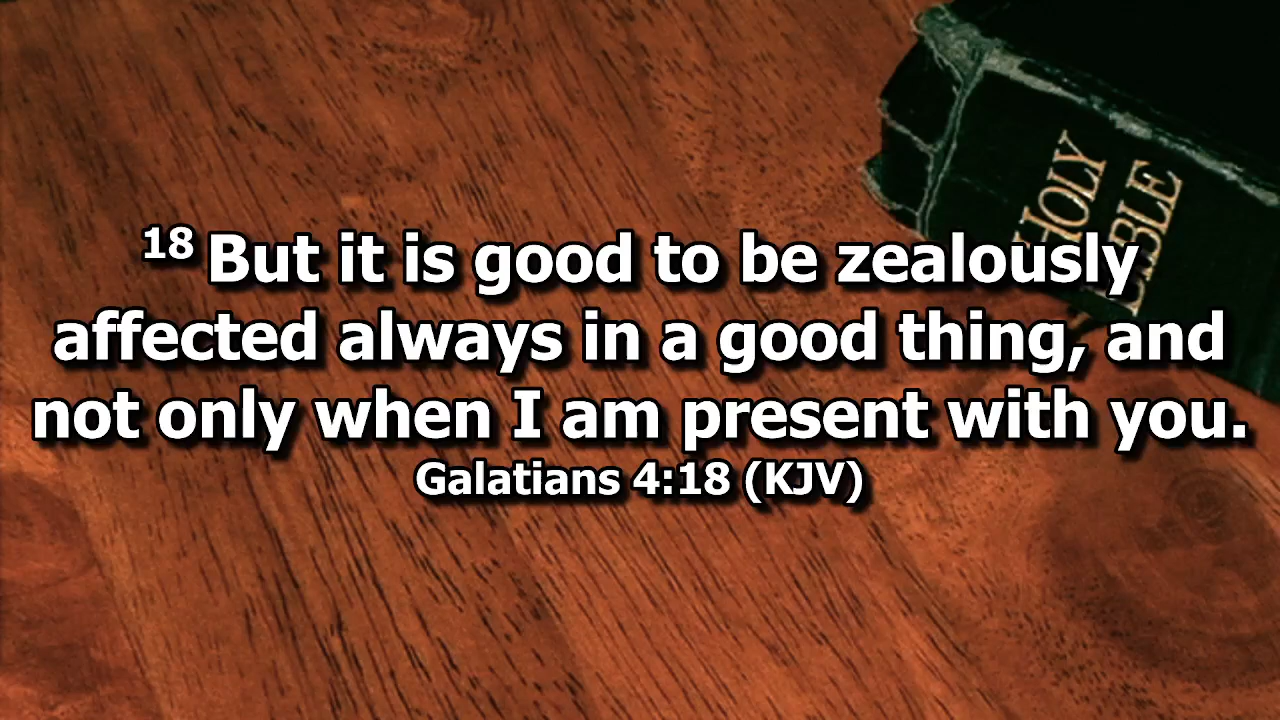 HOLY
BIBLE
18 But it is good to be zealously
affected always in a good thing, and
not only when I am present with you.
Galatians 4:18 (KJV)